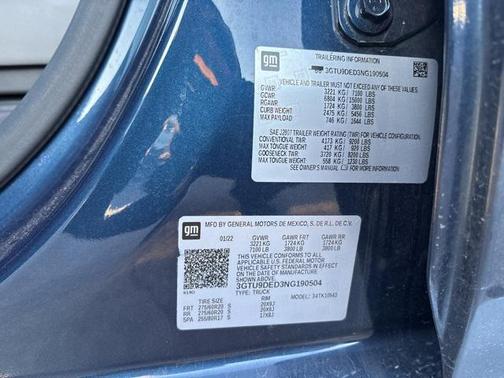 gm
TRAILERING INFORMATION
3GTU9DED3NG190504
VEHICLE AND TRAILER MUST NOT EXCEED ANY OF THESE RATINGS
GVWR 3221 KG / 7100 LBS
GCWR 6804 KG / 15000 LBS
RGAWR 1724 KG / 3800 LBS
CURB WEIGHT 2475 KG / 5456 LBS
MAX PAYLOAD 746 KG / 1644 LBS
SAE J2807 TRAILER WEIGHT RATING (TWR) FOR VEHICLE CONFIGURATION
CONVENTIONAL TWR 4173 KG / 9200 LBS
MAX TONGUE WEIGHT 417 KG / 920 LBS
GOOSENECK TWR 3720 KG / 8200 LBS
MAX TONGUE WEIGHT 558 KG / 1230 LBS
SEE OWNER'S MANUAL FOR MORE INFORMATION
gm
MFD BY GENERAL MOTORS DE MEXICO, S. DE R.L. DE C.V.
01/22 GVWR GAWR FRT GAWR RR
3221 KG 1724 KG 1724 KG
7100 LB 3800 LB 3800 LB
THIS VEHICLE CONFORMS TO ALL
APPLICABLE U.S. FEDERAL MOTOR
VEHICLE SAFETY STANDARDS IN
EFFECT ON THE DATE OF MANUFACTURE
SHOWN ABOVE.
3GTU9DED3NG190504
TYPE: TRUCK
MODEL: 34TK10543
TIRE SIZE RIM
FRT 275/60R20 S 20X9J
RR 275/60R20 S 20X9J
SPA 255/80R17 S 17X8J